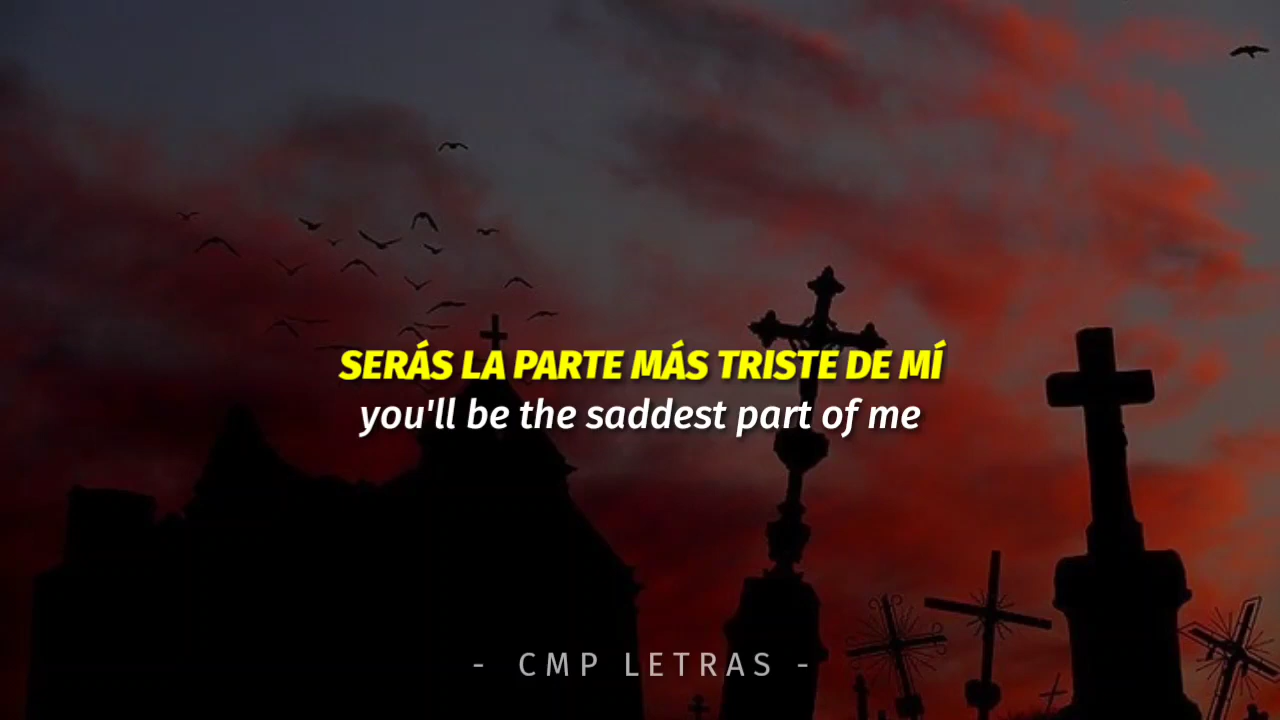 SERÁS LA PARTE MÁS TRISTE DE MÍ
you'll be the saddest part of me
- CMP LETRAS -